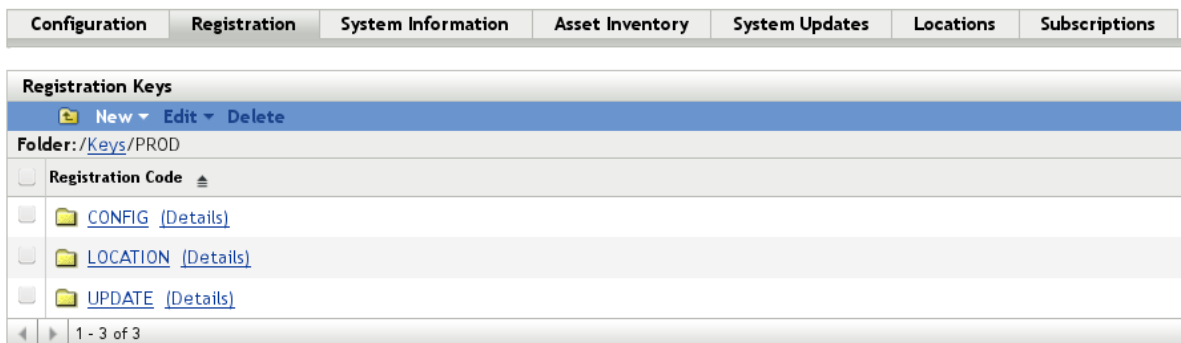 Configuration Registration System Information Asset Inventory System Updates Locations Subscriptions
Registration Keys
New Edit Delete
Folder: /Keys/PROD
Registration Code
CONFIG (Details)
LOCATION (Details)
UPDATE (Details)
1 - 3 of 3